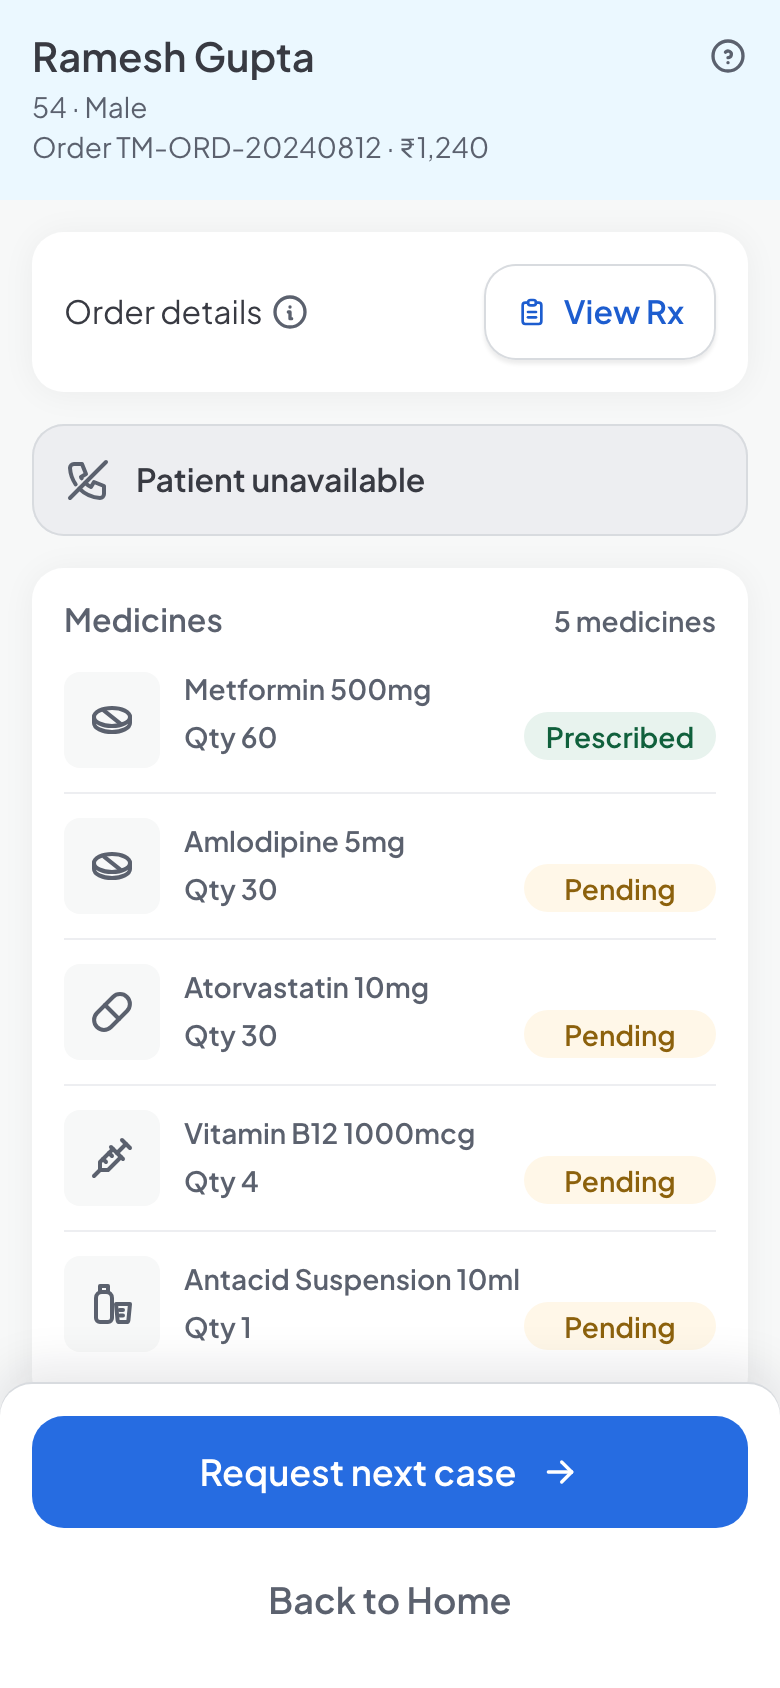 Ramesh Gupta
54 · Male
Order TM-ORD-20240812 · ₹1,240
Order details
View Rx
Patient unavailable
Medicines
5 medicines
Metformin 500mg
Qty 60
Prescribed
Amlodipine 5mg
Qty 30
Pending
Atorvastatin 10mg
Qty 30
Pending
Vitamin B12 1000mcg
Qty 4
Pending
Antacid Suspension 10ml
Qty 1
Pending
Request next case
Back to Home